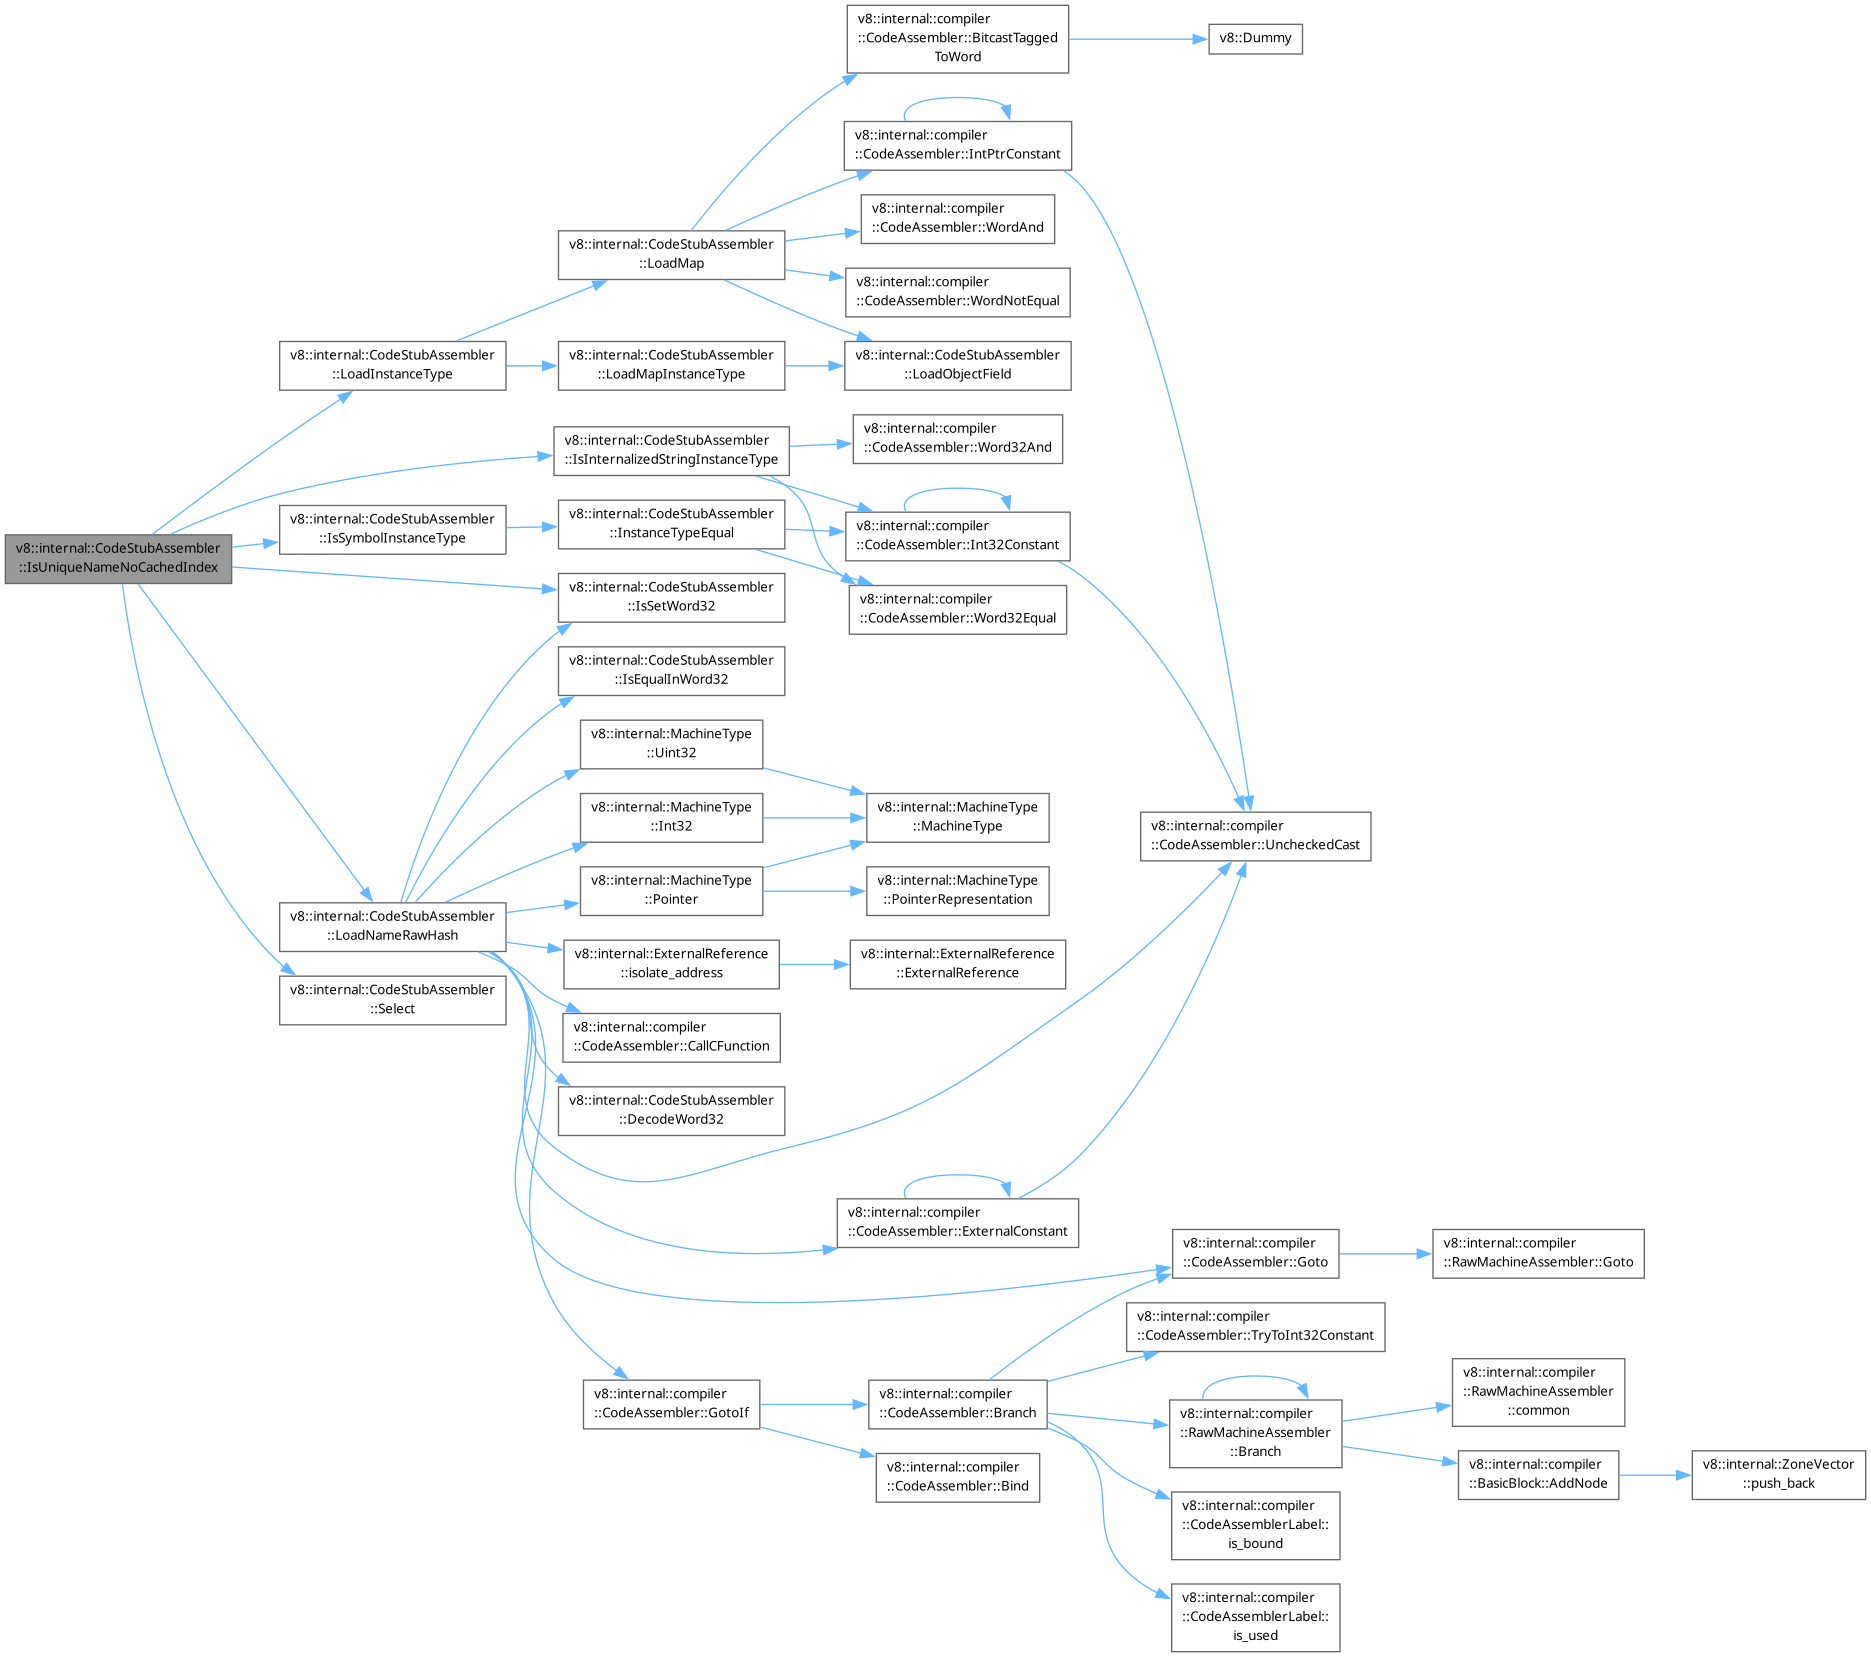 v8::internal::CodeStubAssembler
::IsUniqueNameNoCachedIndex
v8::internal::CodeStubAssembler
::LoadInstanceType
v8::internal::CodeStubAssembler
::IsSymbolInstanceType
v8::internal::CodeStubAssembler
::LoadNameRawHash
v8::internal::CodeStubAssembler
::Select
v8::internal::CodeStubAssembler
::LoadMap
v8::internal::CodeStubAssembler
::LoadMapInstanceType
v8::internal::CodeStubAssembler
::IsInternalizedStringInstanceType
v8::internal::CodeStubAssembler
::InstanceTypeEqual
v8::internal::CodeStubAssembler
::IsSetWord32
v8::internal::CodeStubAssembler
::IsEqualInWord32
v8::internal::MachineType
::Uint32
v8::internal::MachineType
::Int32
v8::internal::MachineType
::Pointer
v8::internal::ExternalReference
::isolate_address
v8::internal::compiler
::CodeAssembler::CallCFunction
v8::internal::CodeStubAssembler
::DecodeWord32
v8::internal::compiler
::CodeAssembler::GotoIf
v8::internal::compiler
::CodeAssembler::BitcastTagged
ToWord
v8::internal::compiler
::CodeAssembler::IntPtrConstant
v8::internal::compiler
::CodeAssembler::WordAnd
v8::internal::compiler
::CodeAssembler::WordNotEqual
v8::internal::CodeStubAssembler
::LoadObjectField
v8::internal::compiler
::CodeAssembler::Word32And
v8::internal::compiler
::CodeAssembler::Int32Constant
v8::internal::compiler
::CodeAssembler::Word32Equal
v8::internal::MachineType
::MachineType
v8::internal::MachineType
::PointerRepresentation
v8::internal::ExternalReference
::ExternalReference
v8::internal::compiler
::CodeAssembler::ExternalConstant
v8::internal::compiler
::CodeAssembler::Branch
v8::internal::compiler
::CodeAssembler::Bind
v8::Dummy
v8::internal::compiler
::CodeAssembler::UncheckedCast
v8::internal::compiler
::CodeAssembler::Goto
v8::internal::compiler
::CodeAssembler::TryToInt32Constant
v8::internal::compiler
::RawMachineAssembler
::Branch
v8::internal::compiler
::CodeAssemblerLabel::
is_bound
v8::internal::compiler
::CodeAssemblerLabel::
is_used
v8::internal::compiler
::RawMachineAssembler::Goto
v8::internal::compiler
::RawMachineAssembler
::common
v8::internal::compiler
::BasicBlock::AddNode
v8::internal::ZoneVector
::push_back